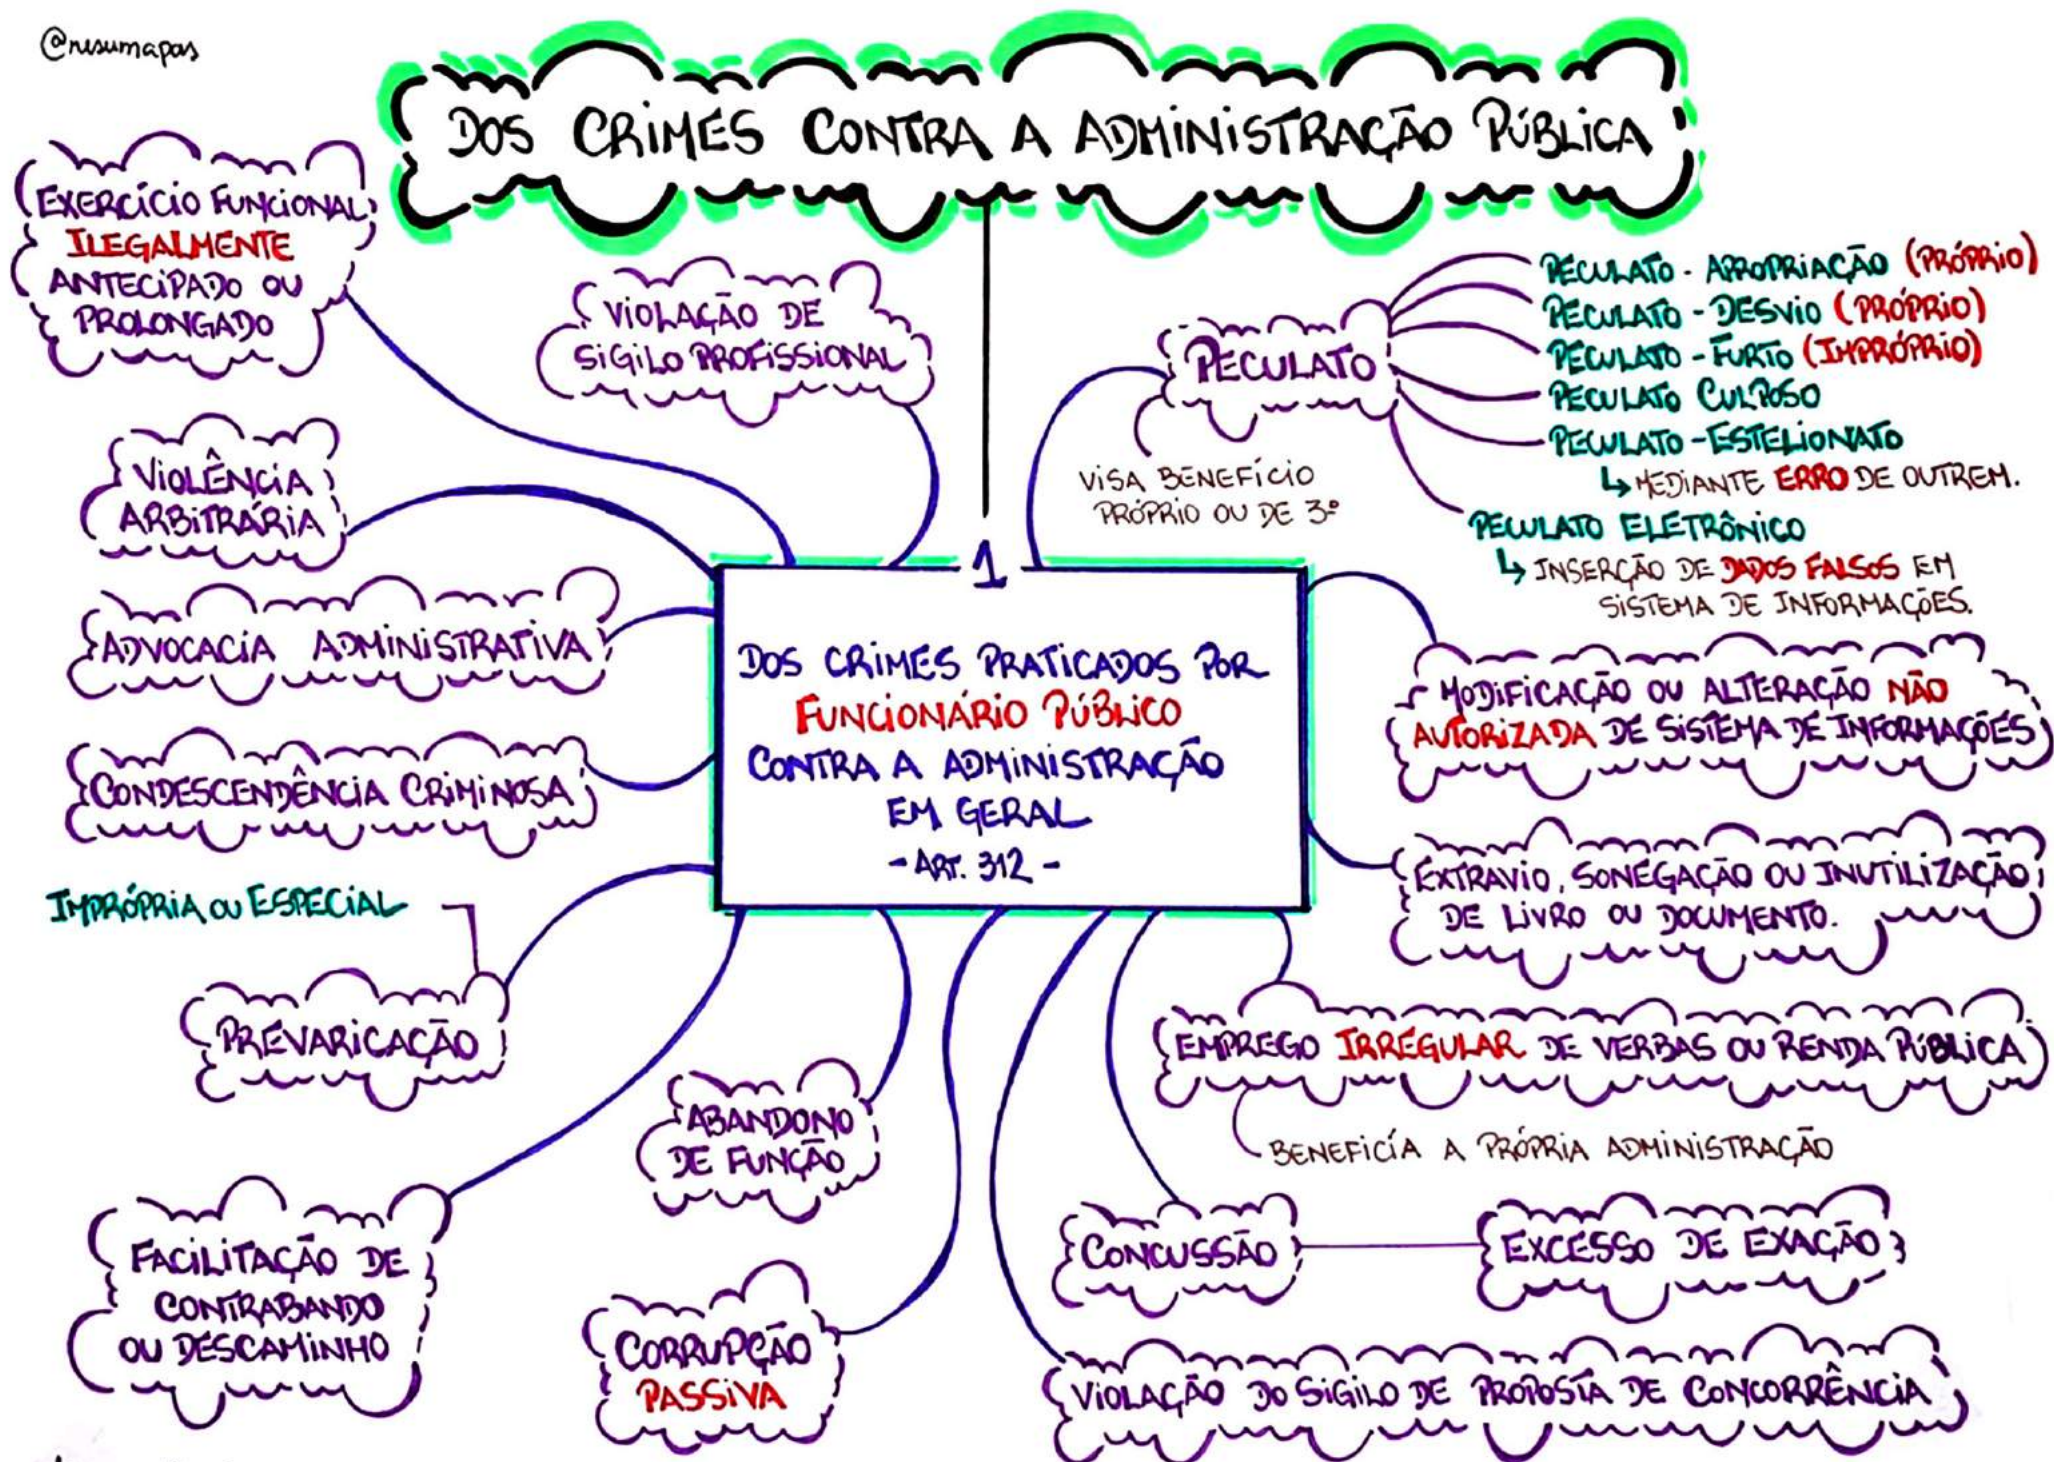 @resumapas
DOS CRIMES CONTRA A ADMINISTRAÇÃO PÚBLICA
EXERCÍCIO FUNCIONAL
ILEGALMENTE
ANTECIPADO OU
PROLONGADO
VIOLAÇÃO DE
SIGILO PROFISSIONAL
PECULATO
PECULATO - APROPRIAÇÃO (PRÓPRIO)
PECULATO - DESVIO (PRÓPRIO)
PECULATO - FURTO (IMPRÓPRIO)
PECULATO CULPOSO
PECULATO - ESTELIONATO
↳ MEDIANTE ERRO DE OUTREM.
PECULATO ELETRÔNICO
↳ INSERÇÃO DE DADOS FALSOS EM
SISTEMA DE INFORMAÇÕES.
VISA BENEFÍCIO
PRÓPRIO OU DE 3º
VIOLÊNCIA
ARBITRÁRIA
ADVOCACIA ADMINISTRATIVA
CONDESCENDÊNCIA CRIMINOSA
1
DOS CRIMES PRATICADOS POR
FUNCIONÁRIO PÚBLICO
CONTRA A ADMINISTRAÇÃO
EM GERAL
- ART. 312 -
MODIFICAÇÃO OU ALTERAÇÃO NÃO
AUTORIZADA DE SISTEMA DE INFORMAÇÕES
EXTRAVIO, SONEGAÇÃO OU INUTILIZAÇÃO
DE LIVRO OU DOCUMENTO.
IMPRÓPRIA OU ESPECIAL
PREVARICAÇÃO
EMPREGO IRREGULAR DE VERBAS OU RENDA PÚBLICA
BENEFICÍA A PRÓPRIA ADMINISTRAÇÃO
ABANDONO
DE FUNÇÃO
FACILITAÇÃO DE
CONTRABANDO
OU DESCAMINHO
CORRUPÇÃO
PASSIVA
CONCUSSÃO
EXCESSO DE EXAÇÃO
VIOLAÇÃO DO SIGILO DE PROPOSTA DE CONCORRÊNCIA